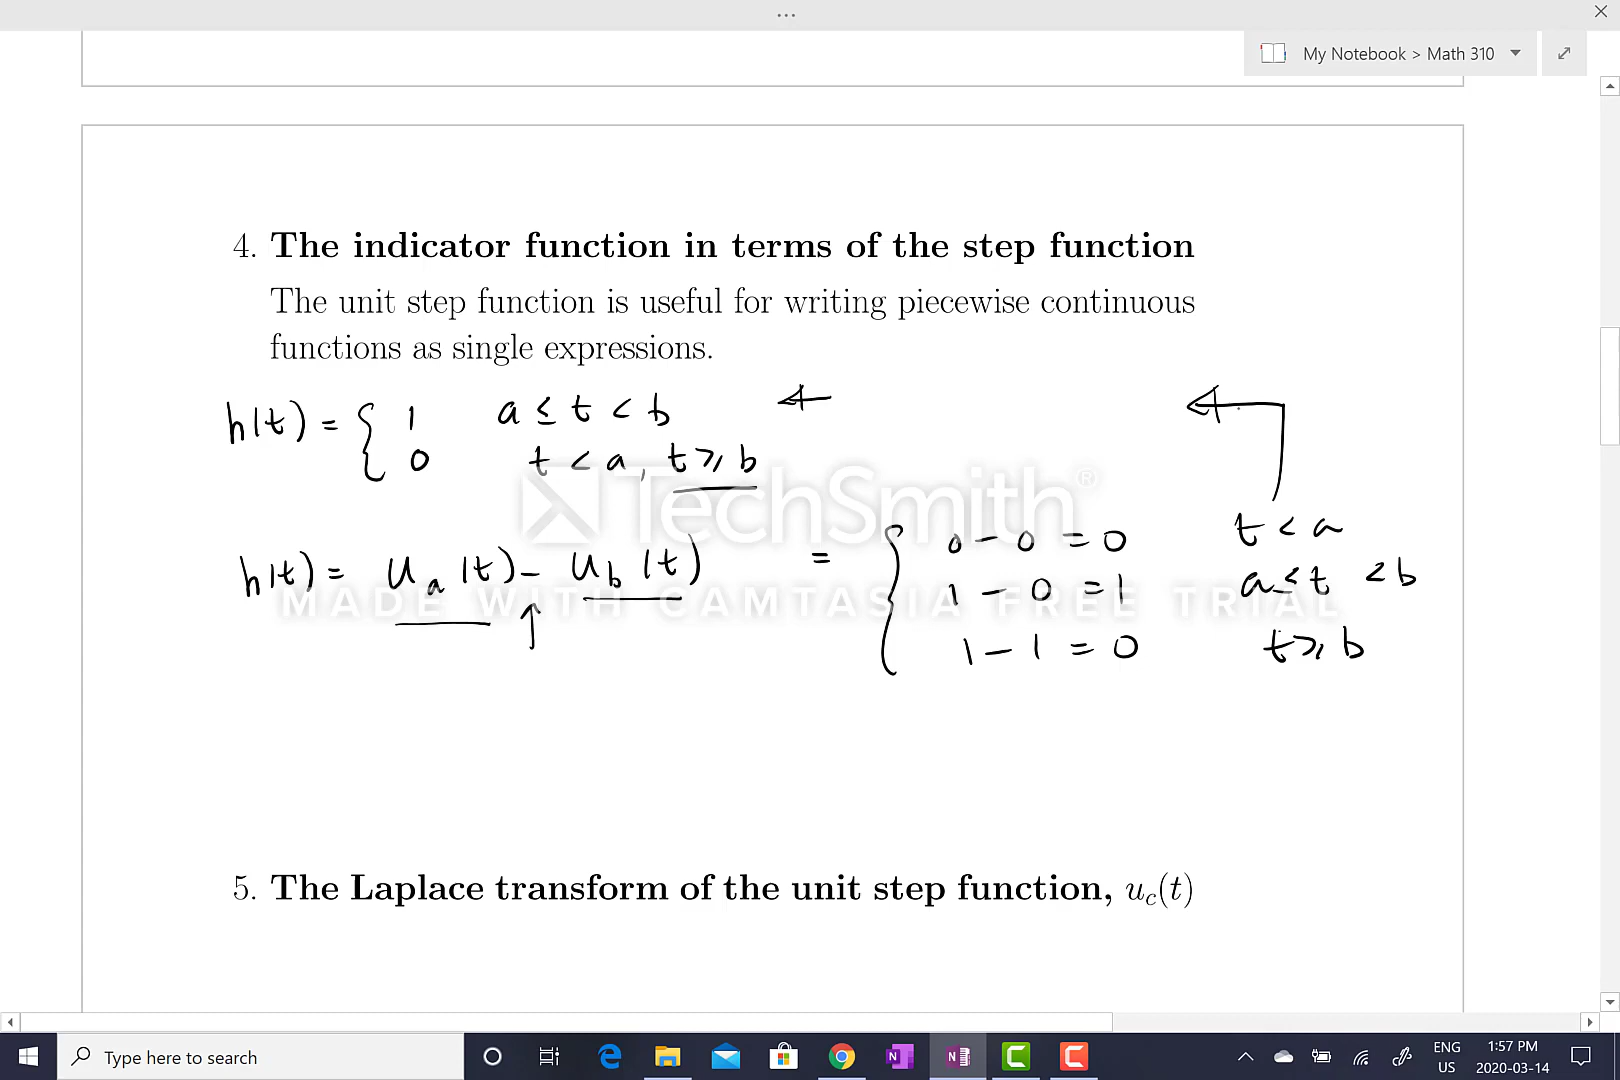 ...
My Notebook > Math 310
4. The indicator function in terms of the step function
The unit step function is useful for writing piecewise continuous
functions as single expressions.
h(t) = { 1 a ≤ t < b
0 t < a, t ≥ b
TechSmith®
h(t) = u_a(t) - u_b(t) = { 0 - 0 = 0 t < a
1 - 0 = 1 a ≤ t < b
1 - 1 = 0 t ≥ b
MADE WITH CAMTASIA FREE TRIAL
5. The Laplace transform of the unit step function, u_c(t)
Type here to search
ENG
US
1:57 PM
2020-03-14